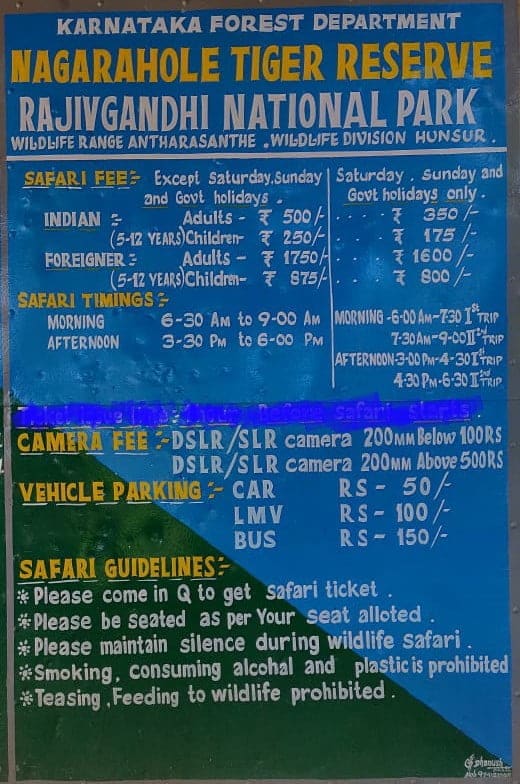 KARNATAKA FOREST DEPARTMENT
NAGARAHOLE TIGER RESERVE
RAJIVGANDHI NATIONAL PARK
WILDLIFE RANGE ANTHARASANTHE . WILDLIFE DIVISION HUNSUR .
SAFARI FEE:- Except Saturday, Sunday and Govt holidays . Saturday . Sunday and Govt holidays only .
INDIAN :- Adults - ₹ 500/- . . . . ₹ 350/-
(5-12 YEARS) Children- ₹ 250/- . . . . ₹ 175/-
FOREIGNER :- Adults - ₹ 1750/- . . . . ₹ 1600/-
(5-12 YEARS) Children- ₹ 875/- . . . . ₹ 800/-
SAFARI TIMINGS :-
MORNING 6-30 AM to 9-00 AM
AFTERNOON 3-30 PM to 6-00 PM
MORNING -6-00 AM-7-30 Ist TRIP
7-30 AM-9-00 IInd TRIP
AFTERNOON-3-00 PM-4-30 Ist TRIP
4-30 PM-6-30 IInd TRIP
Before Safari Starts .
CAMERA FEE :- DSLR/SLR camera 200MM Below 100RS
DSLR/SLR camera 200MM Above 500RS
VEHICLE PARKING :- CAR RS - 50/-
LMV RS - 100/-
BUS RS - 150/-
SAFARI GUIDELINES:-
* Please come in Q to get safari ticket .
* Please be seated as per Your seat alloted .
* Please maintain silence during wildlife safari .
* Smoking, consuming alcohal and plastic is prohibited
* Teasing ,Feeding to wildlife prohibited .